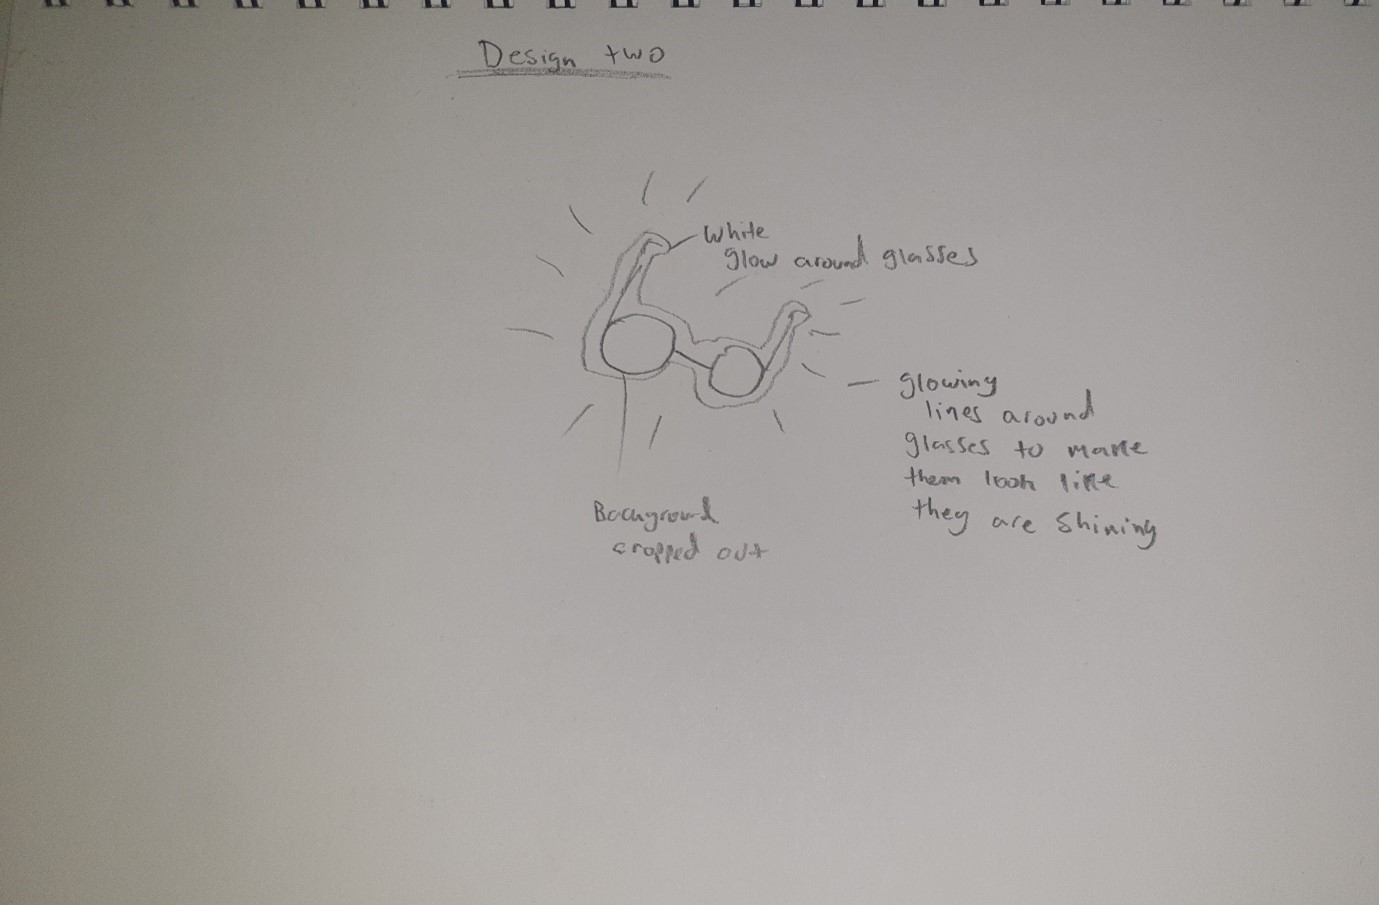 Design two
White
glow around glasses
glowing
lines around
glasses to make
them look like
they are shining
Background
cropped out